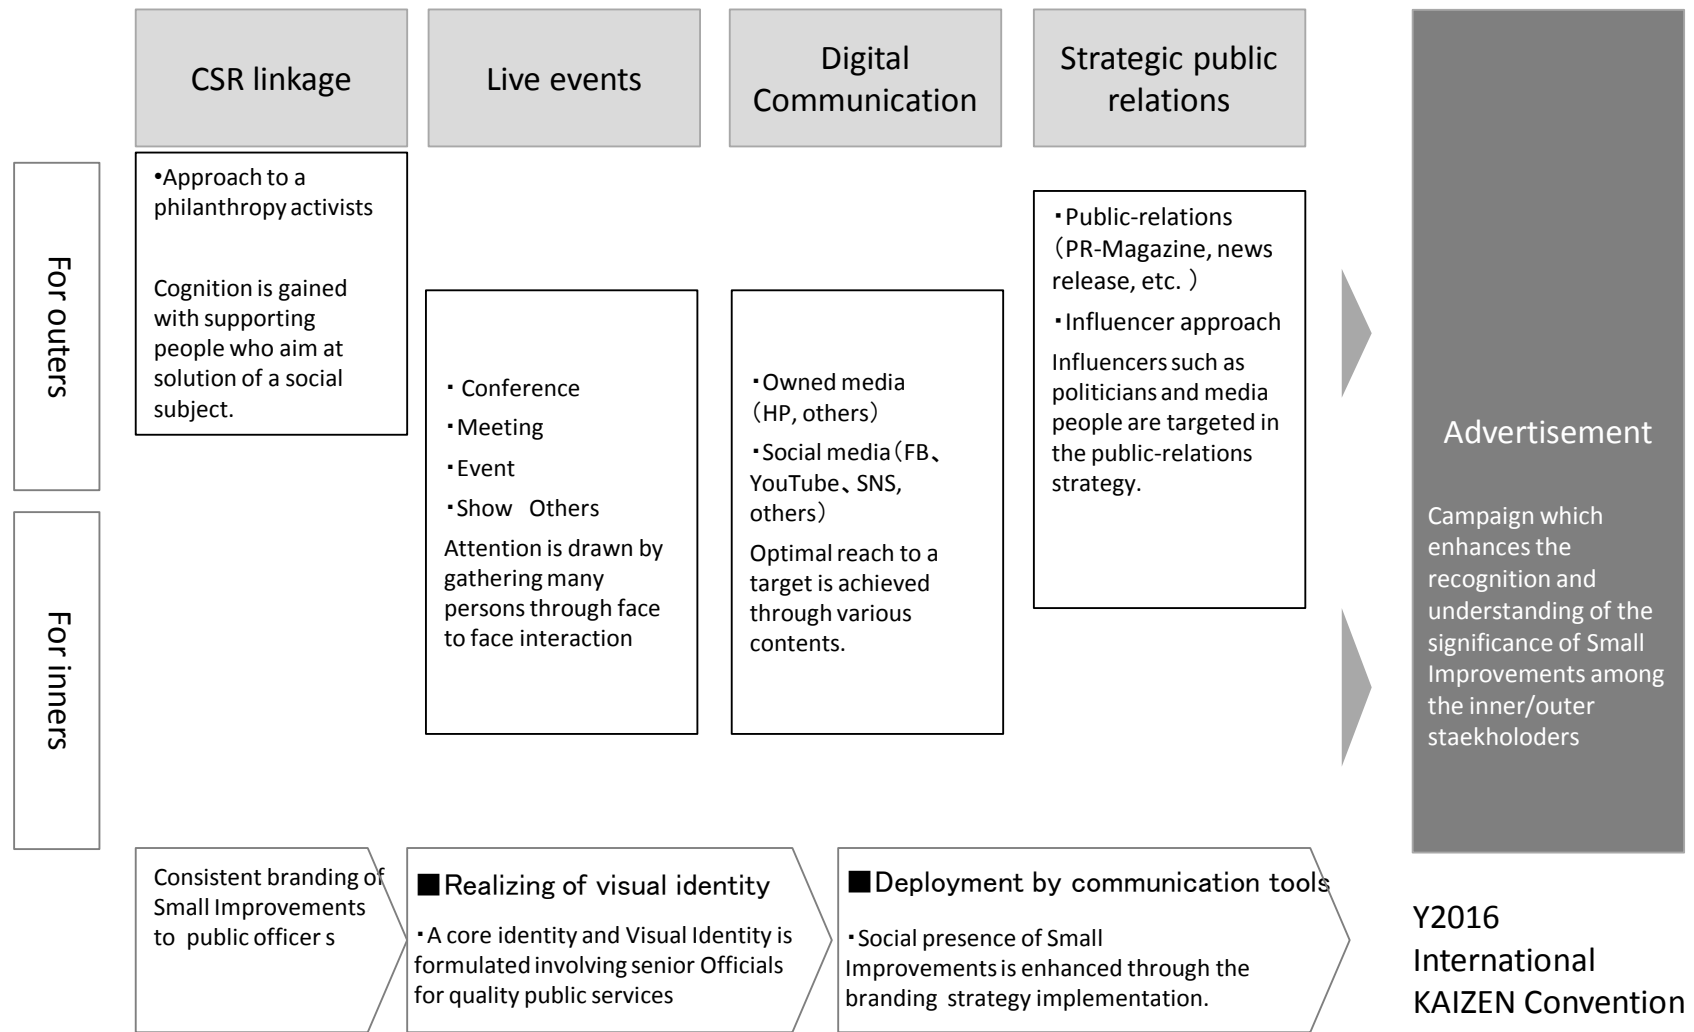 CSR linkage
Live events
Digital
Communication
Strategic public
relations
For outers
For inners
•Approach to a
philanthropy activists
Cognition is gained
with supporting
people who aim at
solution of a social
subject.
・ Conference
・Meeting
・Event
・Show   Others
Attention is drawn by
gathering many
persons through face
to face interaction
・Owned media
（HP, others）
・Social media（FB、
YouTube、SNS,
others）
Optimal reach to a
target is achieved
through various
contents.
・Public-relations
（PR-Magazine, news
release, etc. ）
・Influencer approach
Influencers such as
politicians and media
people are targeted in
the public-relations
strategy.
Advertisement
Campaign which
enhances the
recognition and
understanding of the
significance of Small
Improvements among
the inner/outer
staekholoders
Consistent branding of
Small Improvements
to  public officer s
■Realizing of visual identity
・A core identity and Visual Identity is
formulated involving senior Officials
for quality public services
■Deployment by communication tools
・Social presence of Small
Improvements is enhanced through the
branding  strategy implementation.
Y2016
International
KAIZEN Convention